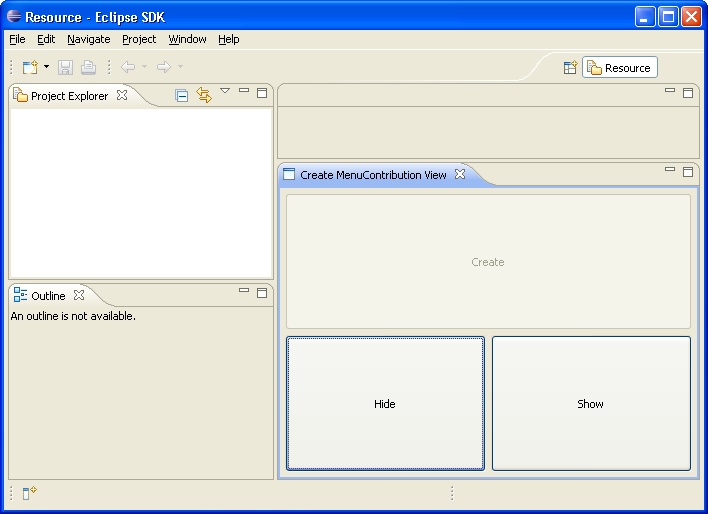 Resource - Eclipse SDK
File Edit Navigate Project Window Help
Resource
Project Explorer
Create MenuContribution View
Create
Outline
An outline is not available.
Hide
Show